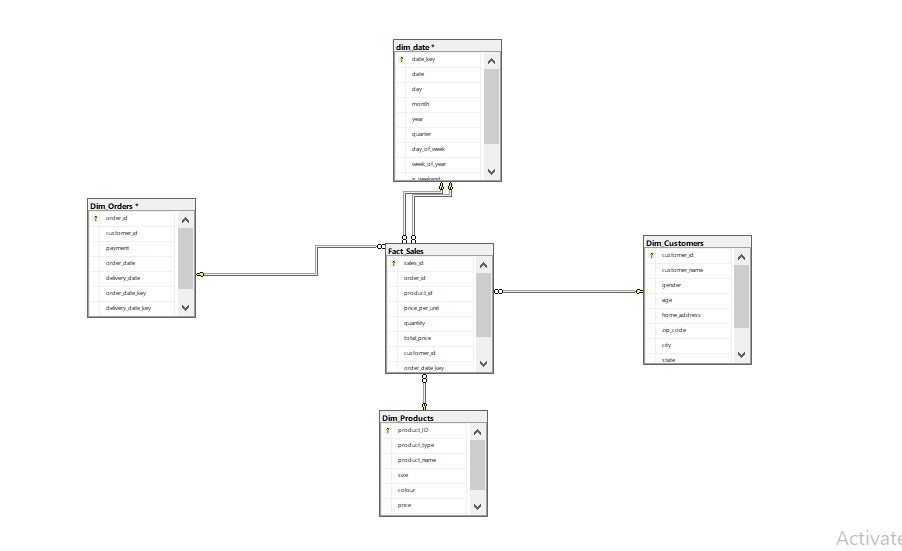 dim_date *
date_key
date
day
month
year
quarter
day_of_week
week_of_year
is_weekend
Dim_Orders *
order_id
customer_id
payment
order_date
delivery_date
order_date_key
delivery_date_key
Fact_Sales
sales_id
order_id
product_id
price_per_unit
quantity
total_price
customer_id
order_date_key
Dim_Customers
customer_id
customer_name
gender
age
home_address
zip_code
city
state
Dim_Products
product_ID
product_type
product_name
size
colour
price
Activate